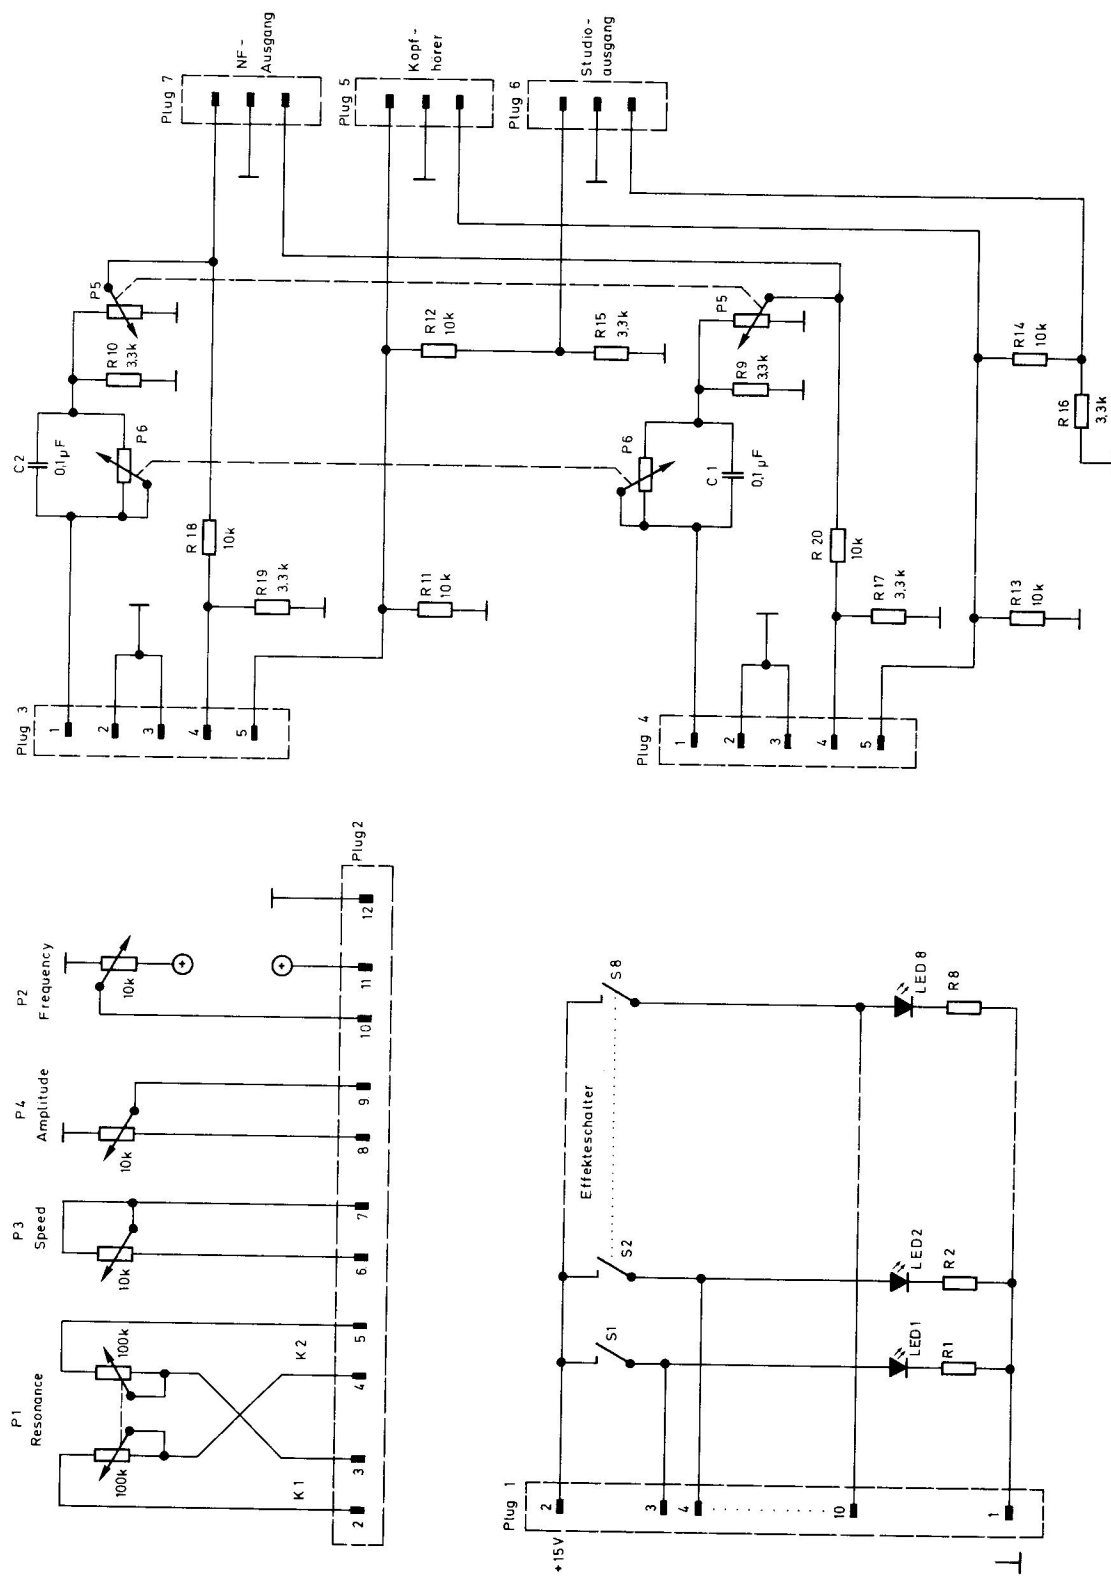 P1
Resonance
100k
100k
K1
K2
2
3
4
5
P3
Speed
10k
6
7
P4
Amplitude
10k
8
9
P2
Frequency
10k
+
+
10
11
12
Plug2
Plug 1
+15V
2
3
4
10
1
S1
S2
S8
Effekteschalter
LED1
LED2
LED8
R1
R2
R8
Plug 3
1
2
3
4
5
C2
0,1µF
P6
R10
3,3k
P5
R 18
10k
R19
3,3k
R11
10k
R12
10k
R15
3,3k
Plug 7
NF-
Ausgang
Plug 5
Kopf-
hörer
Plug 6
Studio-
ausgang
Plug 4
1
2
3
4
5
P6
C1
0,1µF
R9
3,3k
P5
R 20
10k
R17
3,3k
R13
10k
R14
10k
R16
3,3k